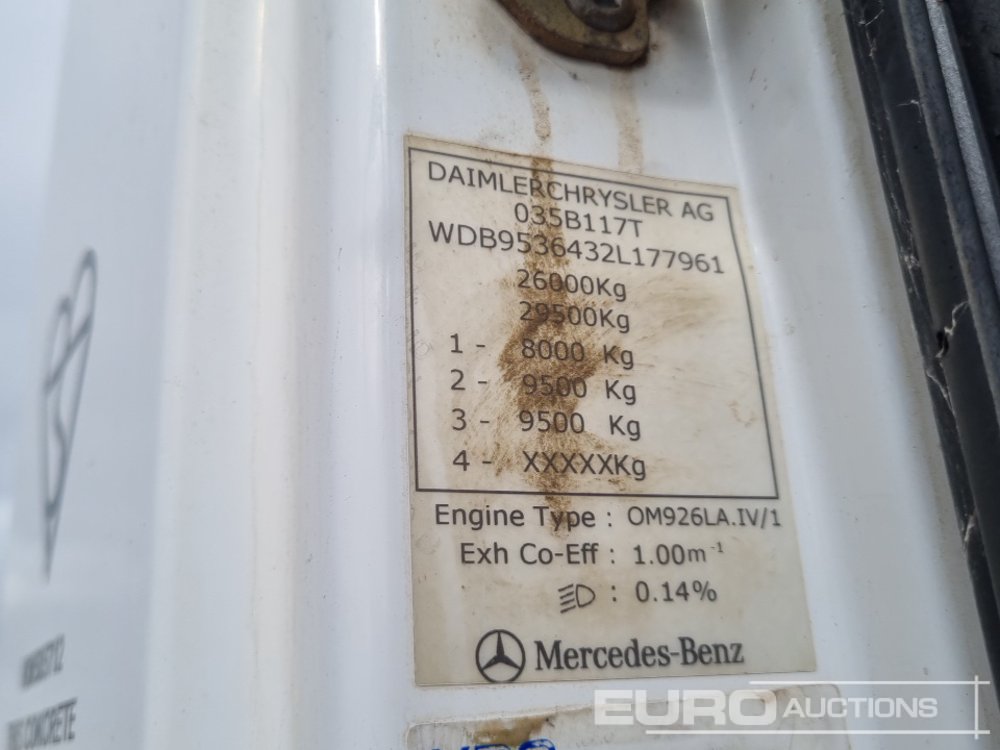 DAIMLERCHRYSLER AG
035B117T
WDB9536432L177961
26000Kg
29500Kg
1 - 8000 Kg
2 - 9500 Kg
3 - 9500 Kg
4 - XXXXXKg
Engine Type : OM926LA.IV/1
Exh Co-Eff : 1.00m⁻¹
: 0.14%
Mercedes-Benz
CONCRETE
EURO AUCTIONS